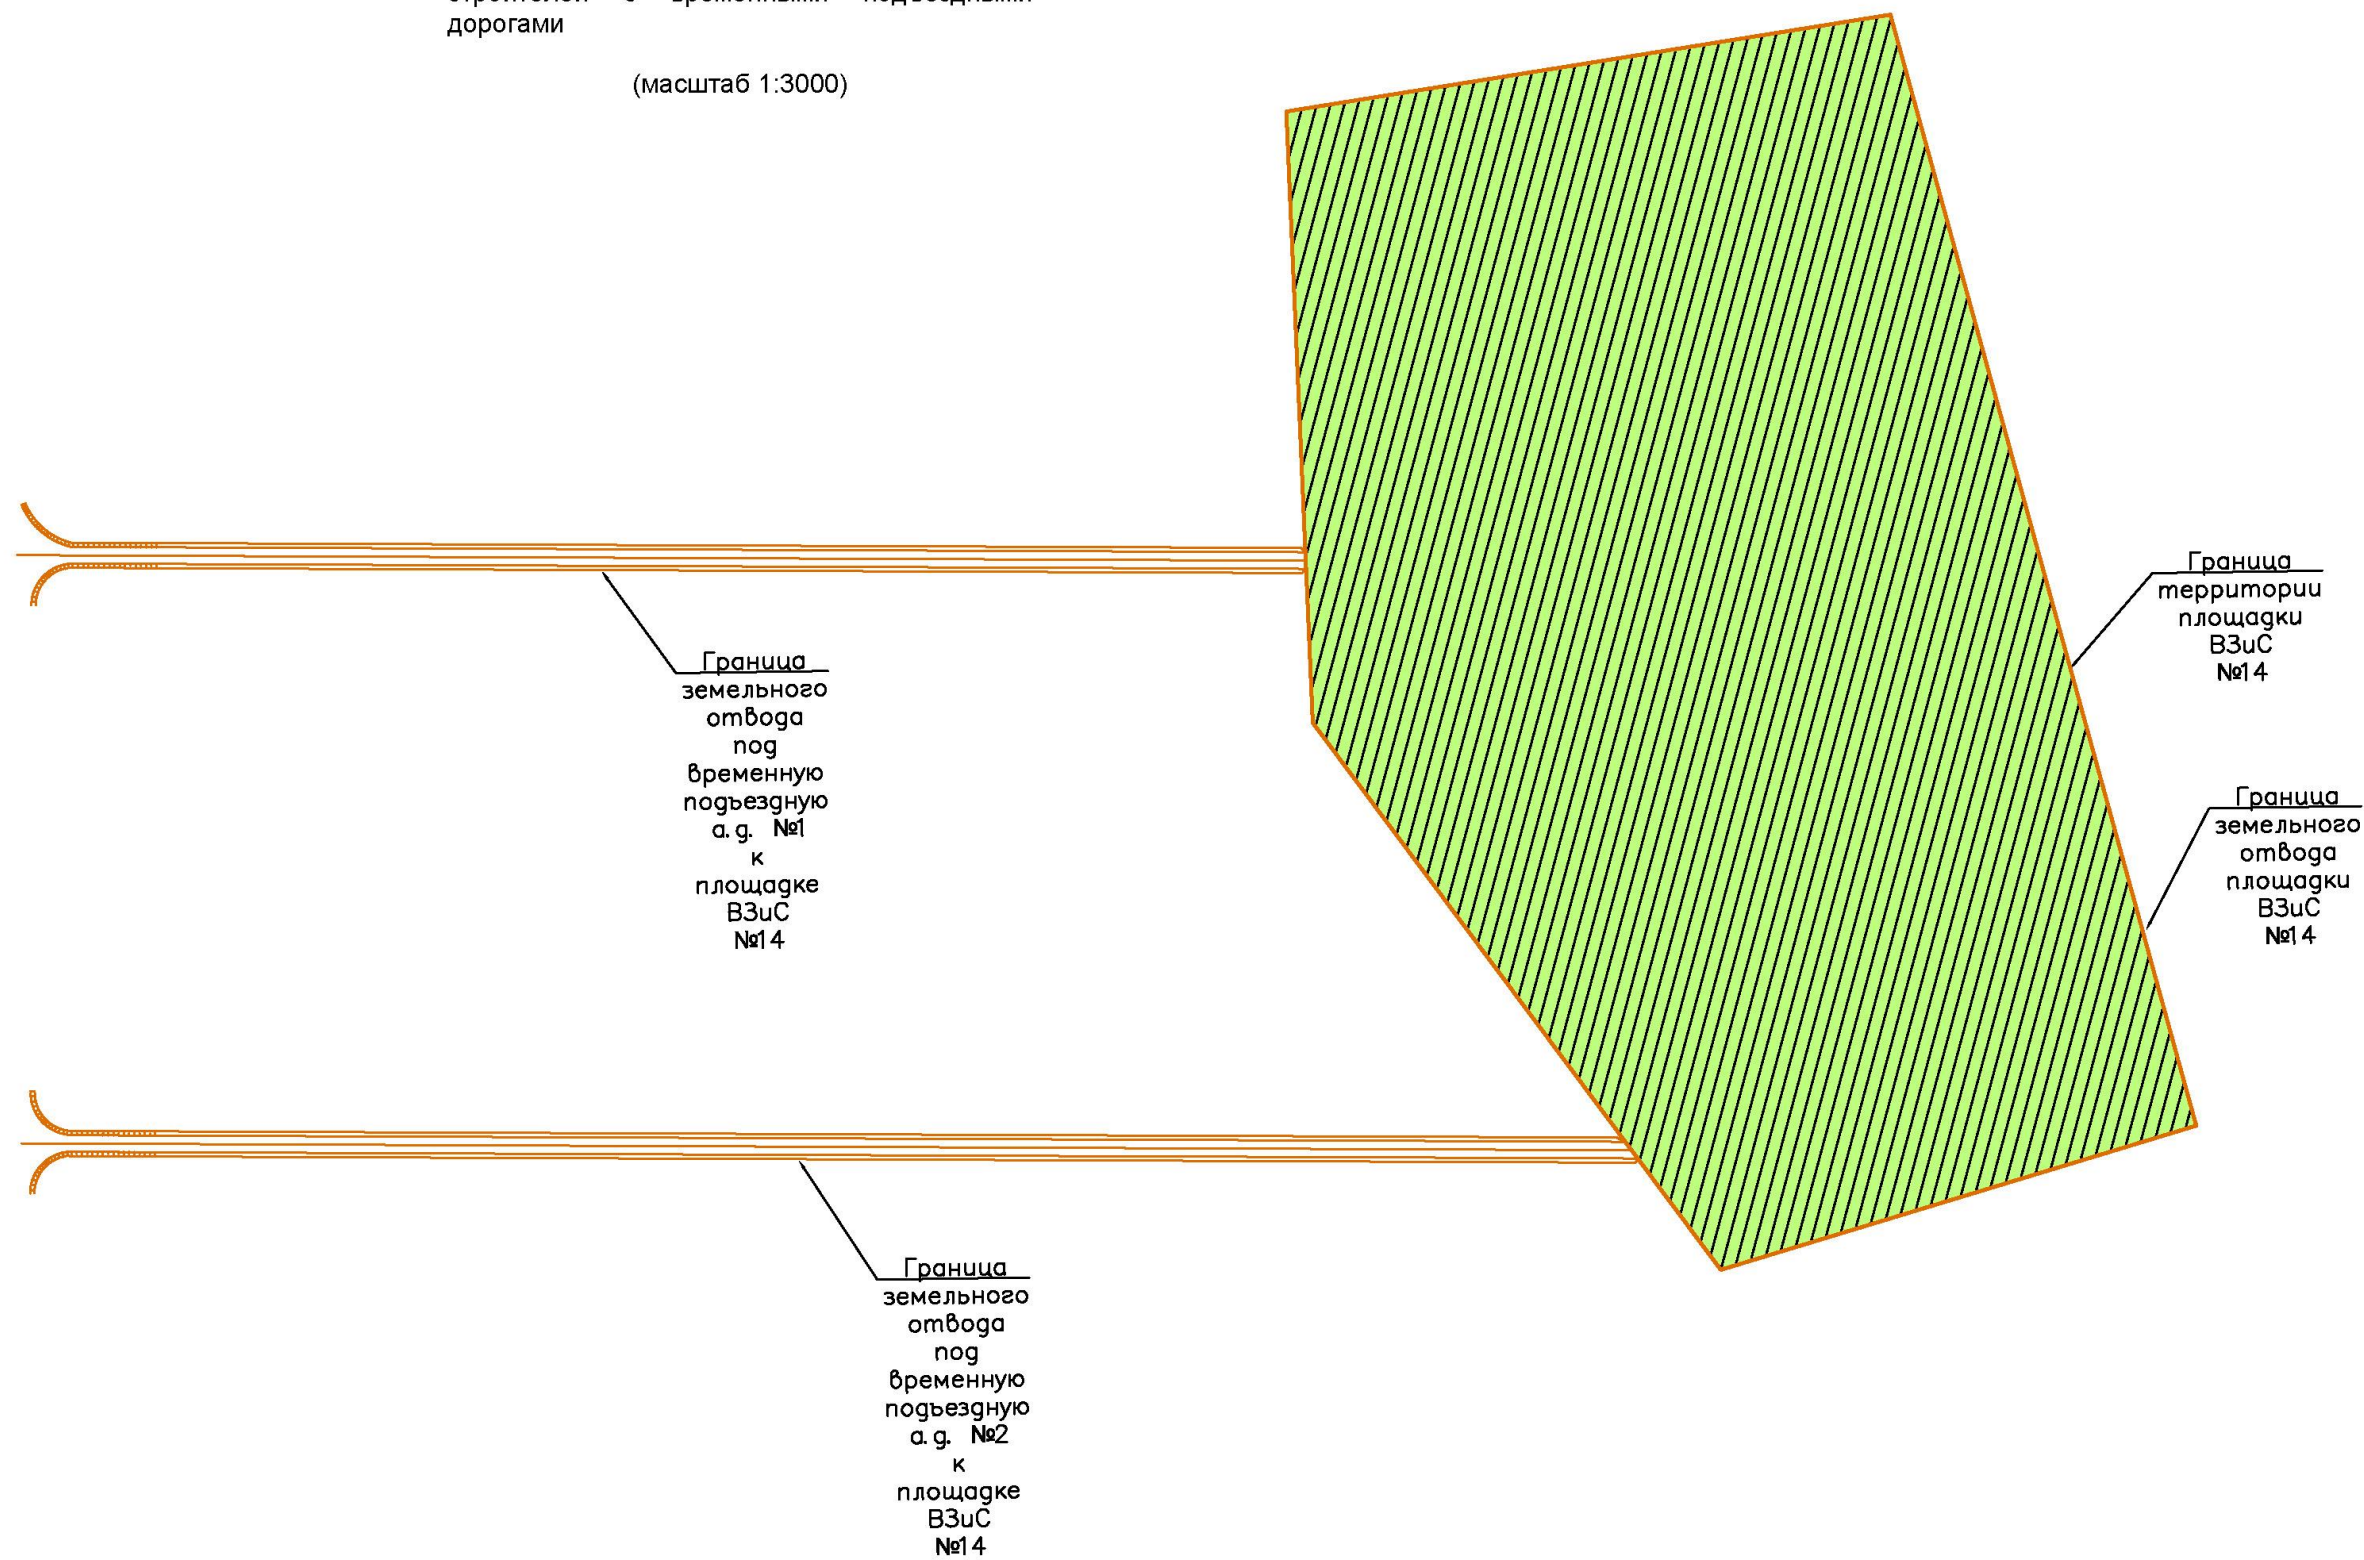 дорогами
(масштаб 1:3000)
Граница
территории
площадки
ВЗиС
№14
Граница
земельного
отвода
под
временную
подъездную
а.д. №1
к
площадке
ВЗиС
№14
Граница
земельного
отвода
площадки
ВЗиС
№14
Граница
земельного
отвода
под
временную
подъездную
а.д. №2
к
площадке
ВЗиС
№14